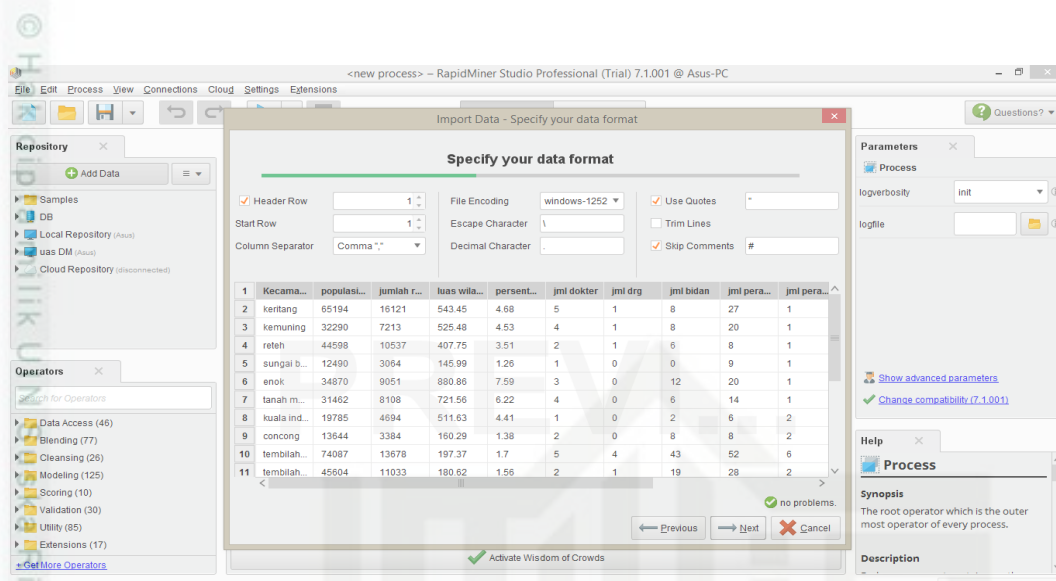 <new process> – RapidMiner Studio Professional (Trial) 7.1.001 @ Asus-PC
File Edit Process View Connections Cloud Settings Extensions
Questions?
Import Data - Specify your data format
Specify your data format
Header Row 1 File Encoding windows-1252 Use Quotes "
Start Row 1 Escape Character \ Trim Lines
Column Separator Comma "," Decimal Character . Skip Comments #
1 Kecama... populasi... jumlah r... luas wila... persent... jml dokter jml drg jml bidan jml pera... jml pera...
2 keritang 65194 16121 543.45 4.68 5 1 8 27 1
3 kemuning 32290 7213 525.48 4.53 4 1 8 20 1
4 reteh 44598 10537 407.75 3.51 2 1 6 8 1
5 sungai b... 12490 3064 145.99 1.26 1 0 0 9 1
6 enok 34870 9051 880.86 7.59 3 0 12 20 1
7 tanah m... 31462 8108 721.56 6.22 4 0 6 14 1
8 kuala ind... 19785 4694 511.63 4.41 1 0 2 6 2
9 concong 13644 3384 160.29 1.38 2 0 8 8 2
10 tembilah... 74087 13678 197.37 1.7 5 4 43 52 6
11 tembilah... 45604 11033 180.62 1.56 2 1 19 28 2
no problems.
Previous Next Cancel
Activate Wisdom of Crowds
Repository
Add Data
Samples
DB
Local Repository (Asus)
uas DM (Asus)
Cloud Repository (disconnected)
Operators
Search for Operators
Data Access (46)
Blending (77)
Cleansing (26)
Modeling (125)
Scoring (10)
Validation (30)
Utility (85)
Extensions (17)
+Get More Operators
Parameters
Process
logverbosity init
logfile
Show advanced parameters
Change compatibility (7.1.001)
Help
Process
Synopsis
The root operator which is the outer
most operator of every process.
Description